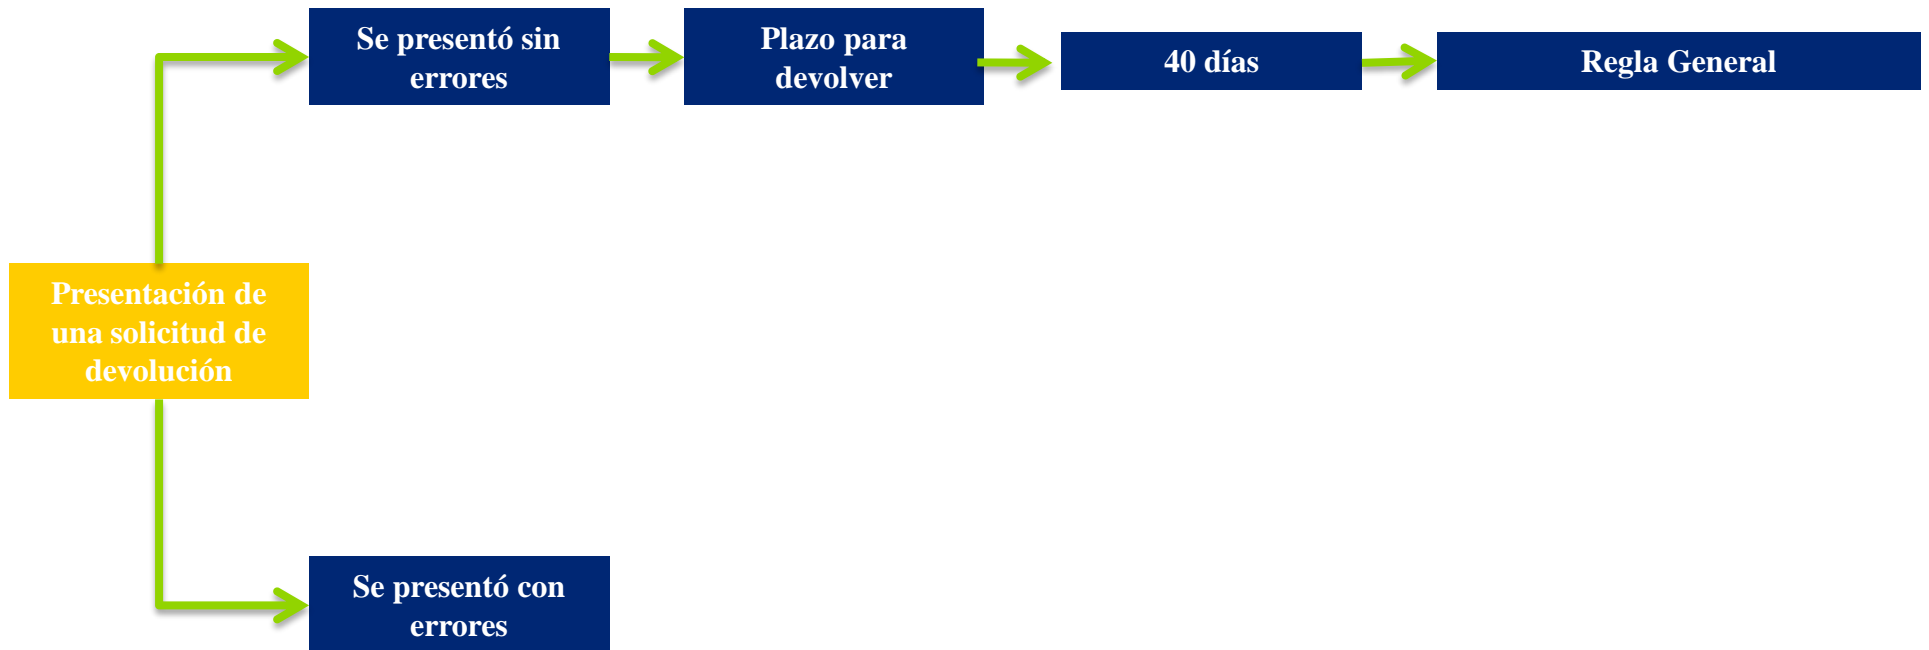 Se presentó sin
errores
Plazo para
devolver
40 días
Regla General
Presentación de
una solicitud de
devolución
Se presentó con
errores